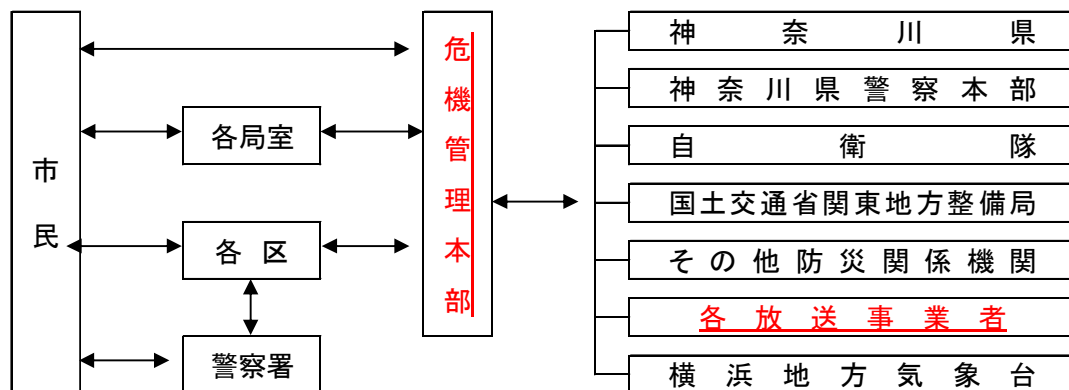 市民
各局室
各区
警察署
危機管理本部
神奈川県
神奈川県警察本部
自衛隊
国土交通省関東地方整備局
その他防災関係機関
各放送事業者
横浜地方気象台